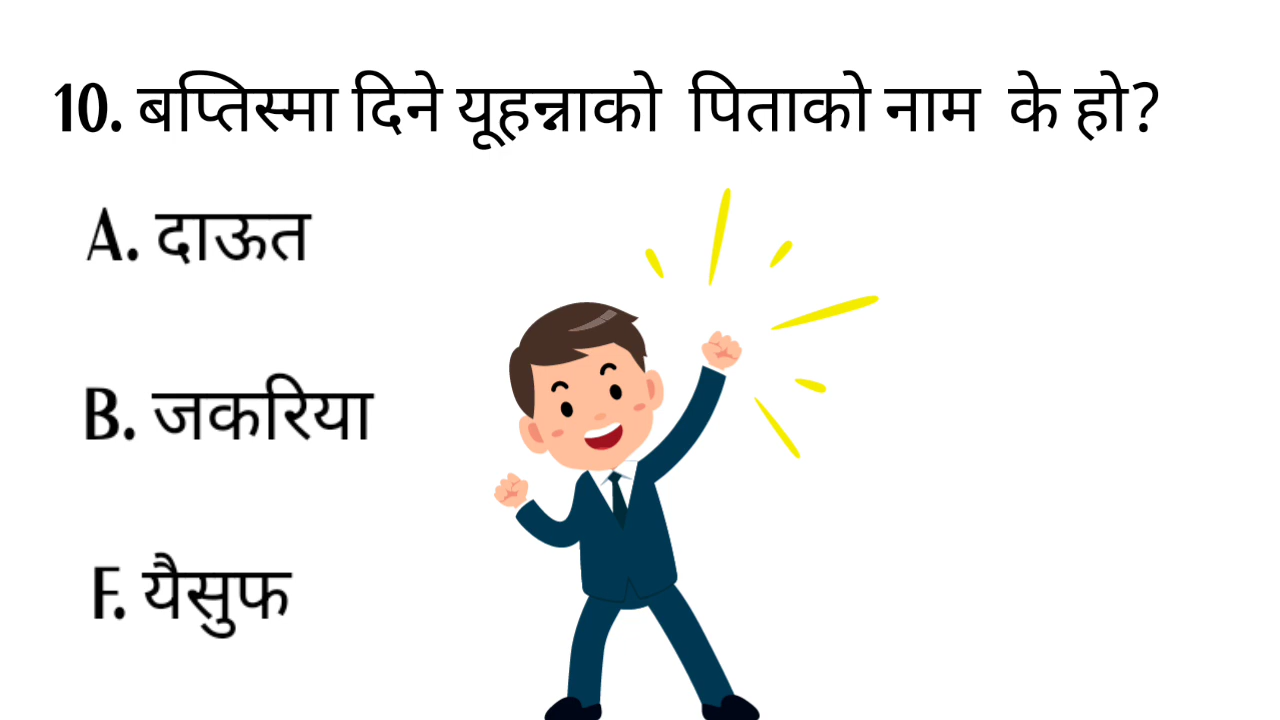 10. बप्तिस्मा दिने यूहन्नाको पिताको नाम के हो?
A. दाऊत
B. जकरिया
F. यैसुफ